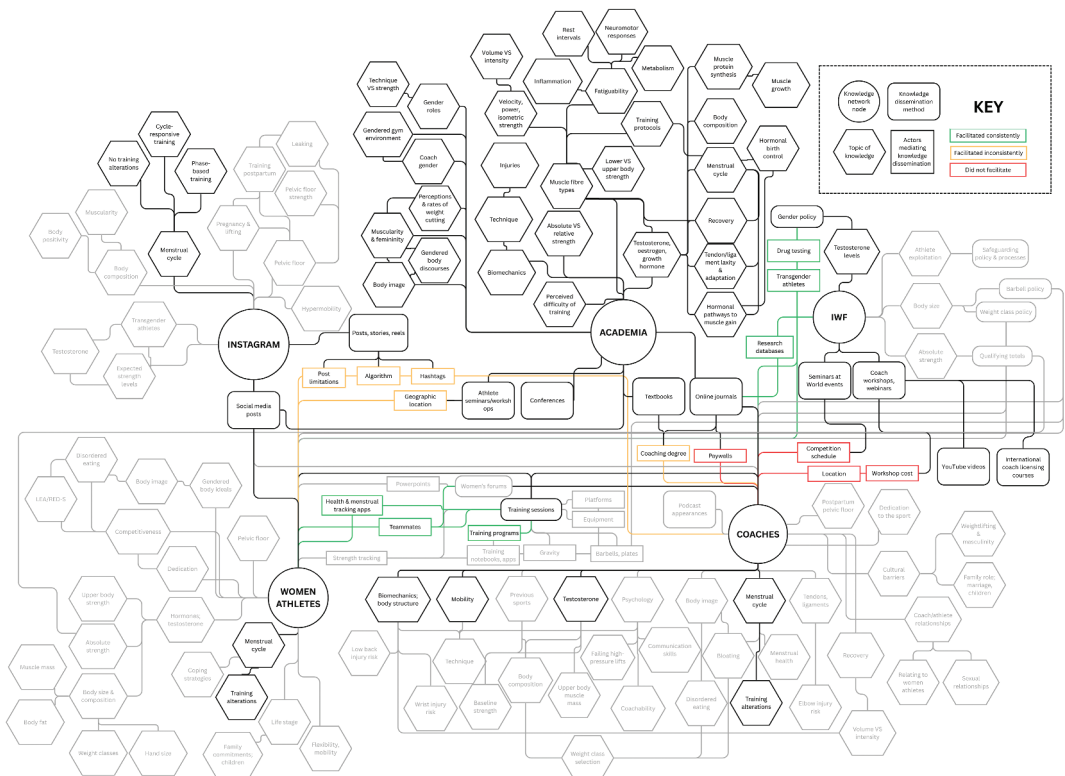 Rest
intervals
Neuromotor
responses
Volume VS
intensity
Metabolism
Muscle
protein
synthesis
Muscle
growth
Technique
VS strength
Inflammation
Fatiguability
Gender
roles
Velocity,
power,
isometric
strength
Training
protocols
Body
composition
Gendered gym
environment
Coach
gender
Injuries
Lower VS
upper body
strength
Menstrual
cycle
Hormonal
birth
control
Muscle fibre
types
Perceptions
& rates of
weight
cutting
Technique
Absolute VS
relative
strength
Recovery
Muscularity
& femininity
Gendered
body
discourses
Testosterone,
oestrogen,
growth
hormone
Tendon/liga
ment laxity &
adaptation
Body image
Biomechanics
Perceived
difficulty of
training
Hormonal
pathways to
muscle gain
ACADEMIA
Knowledge
network
node
Knowledge
dissemination
method
KEY
Topic of
knowledge
Actors
mediating
knowledge
dissemination
Facilitated consistently
Facilitated inconsistently
Did not facilitate
Cycle-
responsive
training
No training
alterations
Phase-
based
training
Leaking
Training
postpartum
Pelvic floor
strength
Muscularity
Body
positivity
Pregnancy &
lifting
Menstrual
cycle
Body
composition
Pelvic floor
Hypermobility
Transgender
athletes
Testosterone
Expected
strength
levels
INSTAGRAM
Posts, stories, reels
Post
limitations
Algorithm
Hashtags
Geographic
location
Social media
posts
Athlete
seminars/worksh
ops
Conferences
Textbooks
Online journals
Coaching degree
Paywalls
Gender policy
Drug testing
Transgender
athletes
Testosterone
levels
Athlete
exploitation
Safeguarding
policy & processes
Body size
Barball policy
Weight class policy
IWF
Research
databases
Absolute
strength
Qualifying totals
Seminars at
World events
Coach
workshops,
webinars
Competition
schedule
Location
Workshop cost
YouTube videos
International
coach licensing
courses
Disordered
eating
LEA/RED-S
Body image
Gendered
body ideals
Competitiveness
Pelvic floor
Dedication
Upper body
strength
Hormones;
testosterone
Absolute
strength
WOMEN
ATHLETES
Muscle mass
Body size &
composition
Menstrual
cycle
Coping
strategies
Training
alterations
Body fat
Weight classes
Hand size
Family
commitments,
children
Life stage
Flexibility,
mobility
Powerpoints
Women's forums
Health & menstrual
tracking apps
Teammates
Training sessions
Platforms
Equipment
Training programs
Strength tracking
Training
notebooks, apps
Gravity
Barbells, plates
Podcast
appearances
COACHES
Postpartum
pelvic floor
Dedication
to the sport
Weightlifting
&
masculinity
Cultural
barriers
Family role;
marriage,
children
Coach/athlete
relationships
Relating to
women
athletes
Sexual
relationships
Recovery
Volume VS
intensity
Biomechanics;
body structure
Mobility
Previous
sports
Testosterone
Psychology
Body image
Menstrual
cycle
Tendons,
ligaments
Low back
injury risk
Technique
Failing high-
pressure lifts
Communication
skills
Bloating
Menstrual
health
Wrist injury
risk
Baseline
strength
Body
composition
Upper body
muscle
mass
Coachability
Disordered
eating
Training
alterations
Elbow injury
risk
Weight class
selection